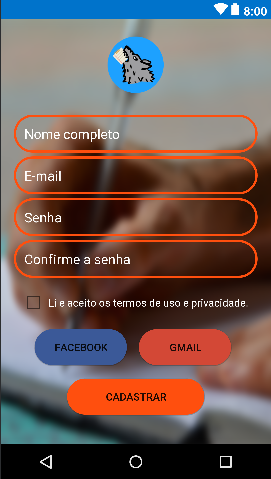 8:00
Nome completo
E-mail
Senha
Confirme a senha
Li e aceito os termos de uso e privacidade.
FACEBOOK
GMAIL
CADASTRAR